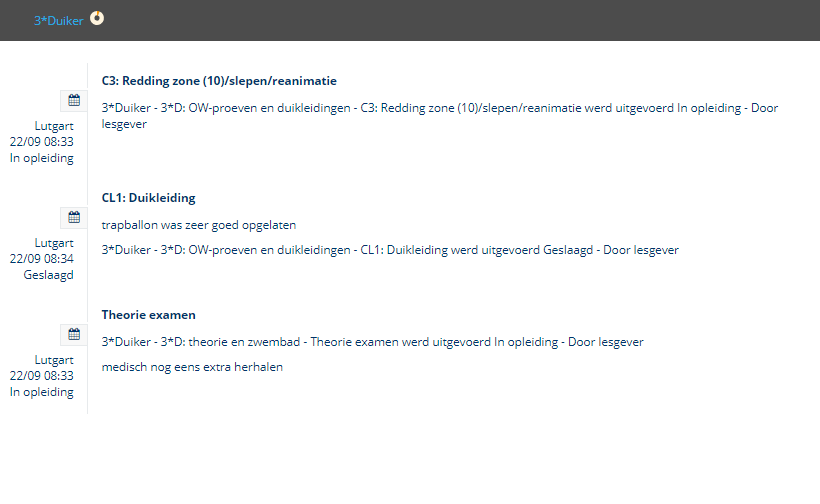 3*Duiker
C3: Redding zone (10)/slepen/reanimatie
3*Duiker - 3*D: OW-proeven en duikleidingen - C3: Redding zone (10)/slepen/reanimatie werd uitgevoerd In opleiding - Door
lesgever
Lutgart
22/09 08:33
In opleiding
CL1: Duikleiding
trapballon was zeer goed opgelaten
3*Duiker - 3*D: OW-proeven en duikleidingen - CL1: Duikleiding werd uitgevoerd Geslaagd - Door lesgever
Lutgart
22/09 08:34
Geslaagd
Theorie examen
3*Duiker - 3*D: theorie en zwembad - Theorie examen werd uitgevoerd In opleiding - Door lesgever
medisch nog eens extra herhalen
Lutgart
22/09 08:33
In opleiding